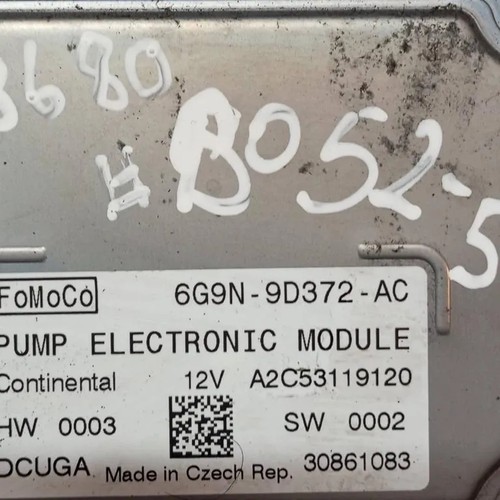 8680
#B052-5
FoMoCo 6G9N-9D372-AC
PUMP ELECTRONIC MODULE
Continental 12V A2C53119120
HW 0003 SW 0002
DCUGA Made in Czech Rep. 30861083